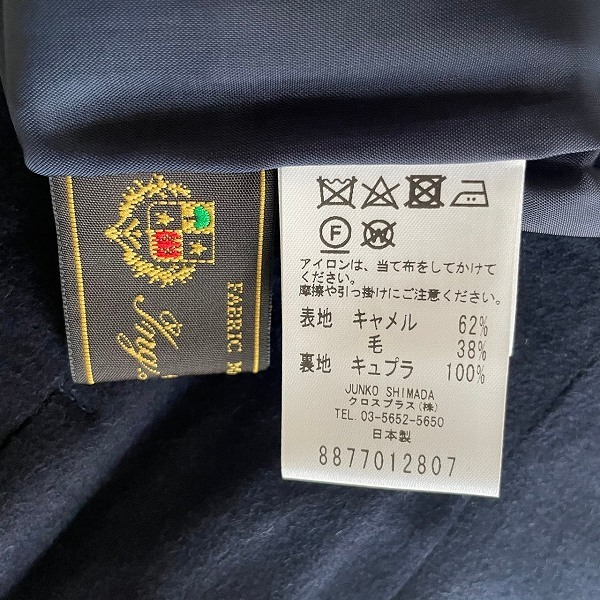 F
W
アイロンは、当て布をしてかけて
ください。
摩擦や引っ掛けにご注意ください。
表地 キャメル 62%
毛 38%
裏地 キュプラ 100%
JUNKO SHIMADA
クロスプラス(株)
TEL. 03-5652-5650
日本製
8877012807
FABRIC